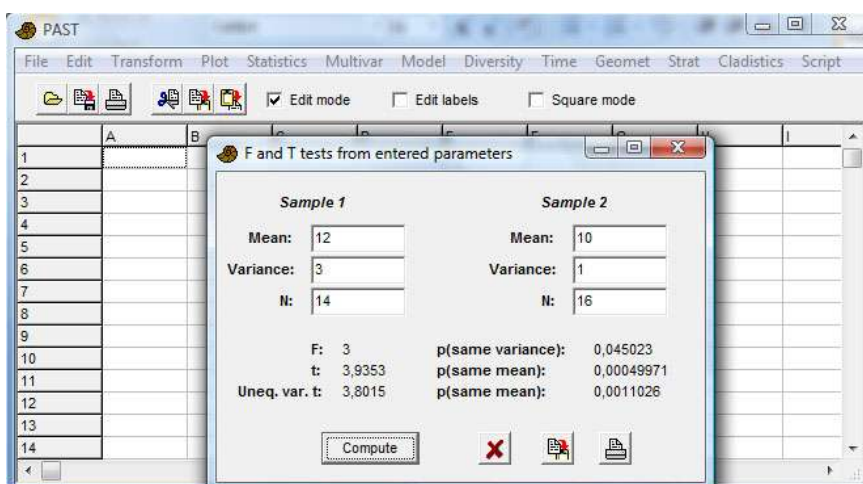 PAST
File Edit Transform Plot Statistics Multivar Model Diversity Time Geomet Strat Cladistics Script
Edit mode Edit labels Square mode
A B I
1
F and T tests from entered parameters
2
3
Sample 1 Sample 2
4
Mean: 12 Mean: 10
5
6
Variance: 3 Variance: 1
7
N: 14 N: 16
8
9
F: 3 p(same variance): 0,045023
10
t: 3,9353 p(same mean): 0,00049971
11
Uneq. var. t: 3,8015 p(same mean): 0,0011026
12
13
14
Compute